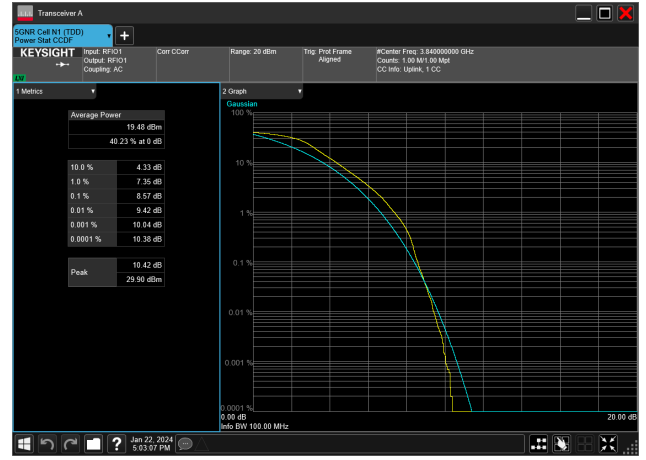 Transceiver A
5GNR Cell N1 (TDD)
Power Stat CCDF
+
KEYSIGHT
LV
Input: RFIO1
Output: RFIO1
Coupling: AC
Corr CCorr
Range: 20 dBm
Trig: Prot Frame
Aligned
#Center Freq: 3.840000000 GHz
Counts: 1.00 M/1.00 Mpt
CC Info: Uplink, 1 CC
1 Metrics
Average Power
19.48 dBm
40.23 % at 0 dB
10.0 % 4.33 dB
1.0 % 7.35 dB
0.1 % 8.57 dB
0.01 % 9.42 dB
0.001 % 10.04 dB
0.0001 % 10.38 dB
Peak 10.42 dB
29.90 dBm
2 Graph
Gaussian
100 %
10 %
1 %
0.1 %
0.01 %
0.001 %
0.0001 %
0.00 dB 20.00 dB
Info BW 100.00 MHz
?
Jan 22, 2024
5:03:07 PM